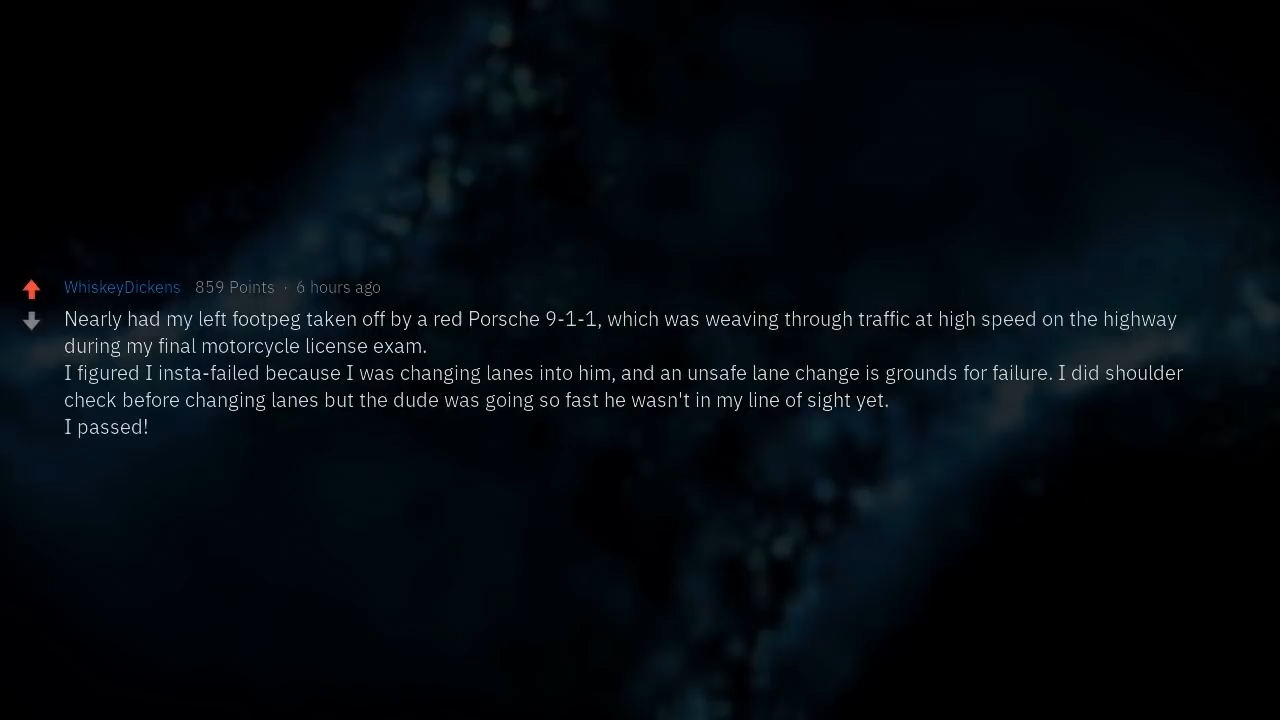 WhiskeyDickens 859 Points · 6 hours ago
Nearly had my left footpeg taken off by a red Porsche 9-1-1, which was weaving through traffic at high speed on the highway
during my final motorcycle license exam.
I figured I insta-failed because I was changing lanes into him, and an unsafe lane change is grounds for failure. I did shoulder
check before changing lanes but the dude was going so fast he wasn't in my line of sight yet.
I passed!